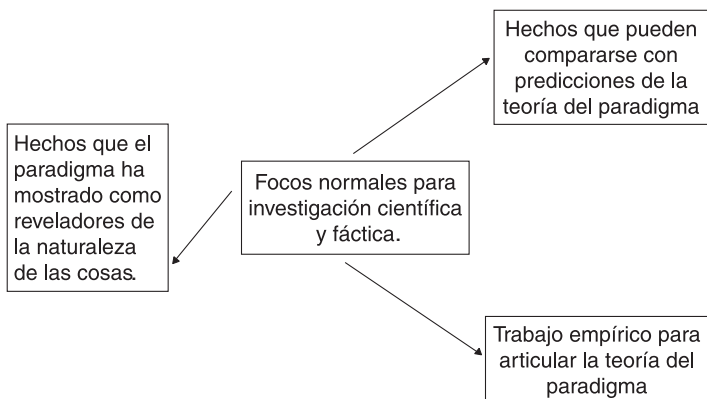 Hechos que pueden
compararse con
predicciones de la
teoría del paradigma
Hechos que el
paradigma ha
mostrado como
reveladores de
la naturaleza
de las cosas.
Focos normales para
investigación científica
y fáctica.
Trabajo empírico para
articular la teoría del
paradigma